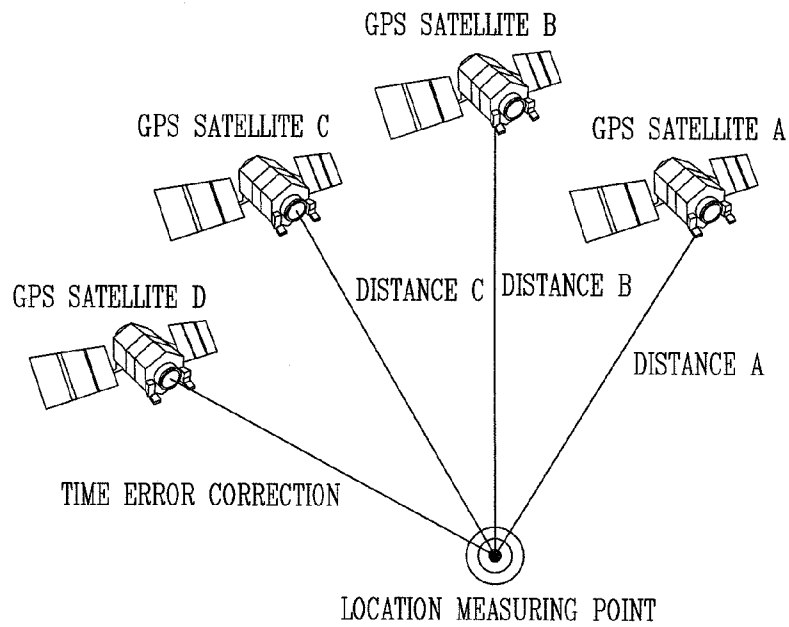 GPS SATELLITE B
GPS SATELLITE C
GPS SATELLITE A
GPS SATELLITE D
DISTANCE C
DISTANCE B
DISTANCE A
TIME ERROR CORRECTION
LOCATION MEASURING POINT